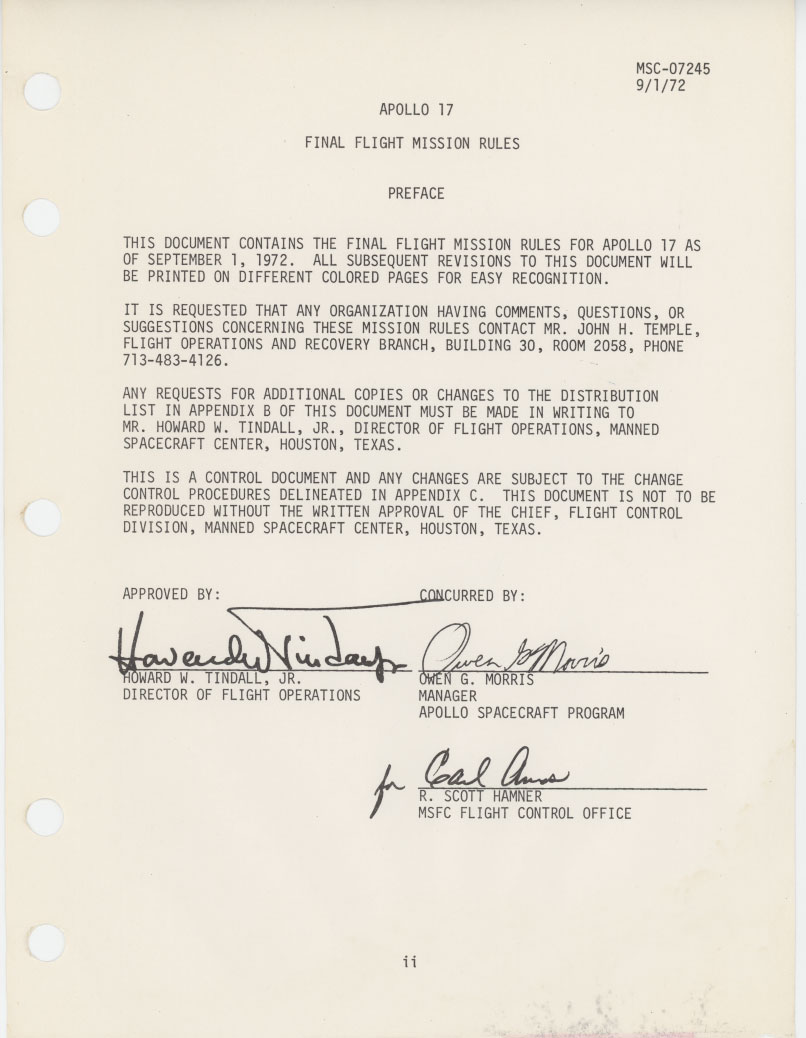 MSC-07245
9/1/72
APOLLO 17
FINAL FLIGHT MISSION RULES
PREFACE
THIS DOCUMENT CONTAINS THE FINAL FLIGHT MISSION RULES FOR APOLLO 17 AS
OF SEPTEMBER 1, 1972.  ALL SUBSEQUENT REVISIONS TO THIS DOCUMENT WILL
BE PRINTED ON DIFFERENT COLORED PAGES FOR EASY RECOGNITION.
IT IS REQUESTED THAT ANY ORGANIZATION HAVING COMMENTS, QUESTIONS, OR
SUGGESTIONS CONCERNING THESE MISSION RULES CONTACT MR. JOHN H. TEMPLE,
FLIGHT OPERATIONS AND RECOVERY BRANCH, BUILDING 30, ROOM 2058, PHONE
713-483-4126.
ANY REQUESTS FOR ADDITIONAL COPIES OR CHANGES TO THE DISTRIBUTION
LIST IN APPENDIX B OF THIS DOCUMENT MUST BE MADE IN WRITING TO
MR. HOWARD W. TINDALL, JR., DIRECTOR OF FLIGHT OPERATIONS, MANNED
SPACECRAFT CENTER, HOUSTON, TEXAS.
THIS IS A CONTROL DOCUMENT AND ANY CHANGES ARE SUBJECT TO THE CHANGE
CONTROL PROCEDURES DELINEATED IN APPENDIX C.  THIS DOCUMENT IS NOT TO BE
REPRODUCED WITHOUT THE WRITTEN APPROVAL OF THE CHIEF, FLIGHT CONTROL
DIVISION, MANNED SPACECRAFT CENTER, HOUSTON, TEXAS.
APPROVED BY:
HOWARD W. TINDALL, JR.
DIRECTOR OF FLIGHT OPERATIONS
CONCURRED BY:
Owen G Morris
OWEN G. MORRIS
MANAGER
APOLLO SPACECRAFT PROGRAM
for
R. SCOTT HAMNER
MSFC FLIGHT CONTROL OFFICE
ii